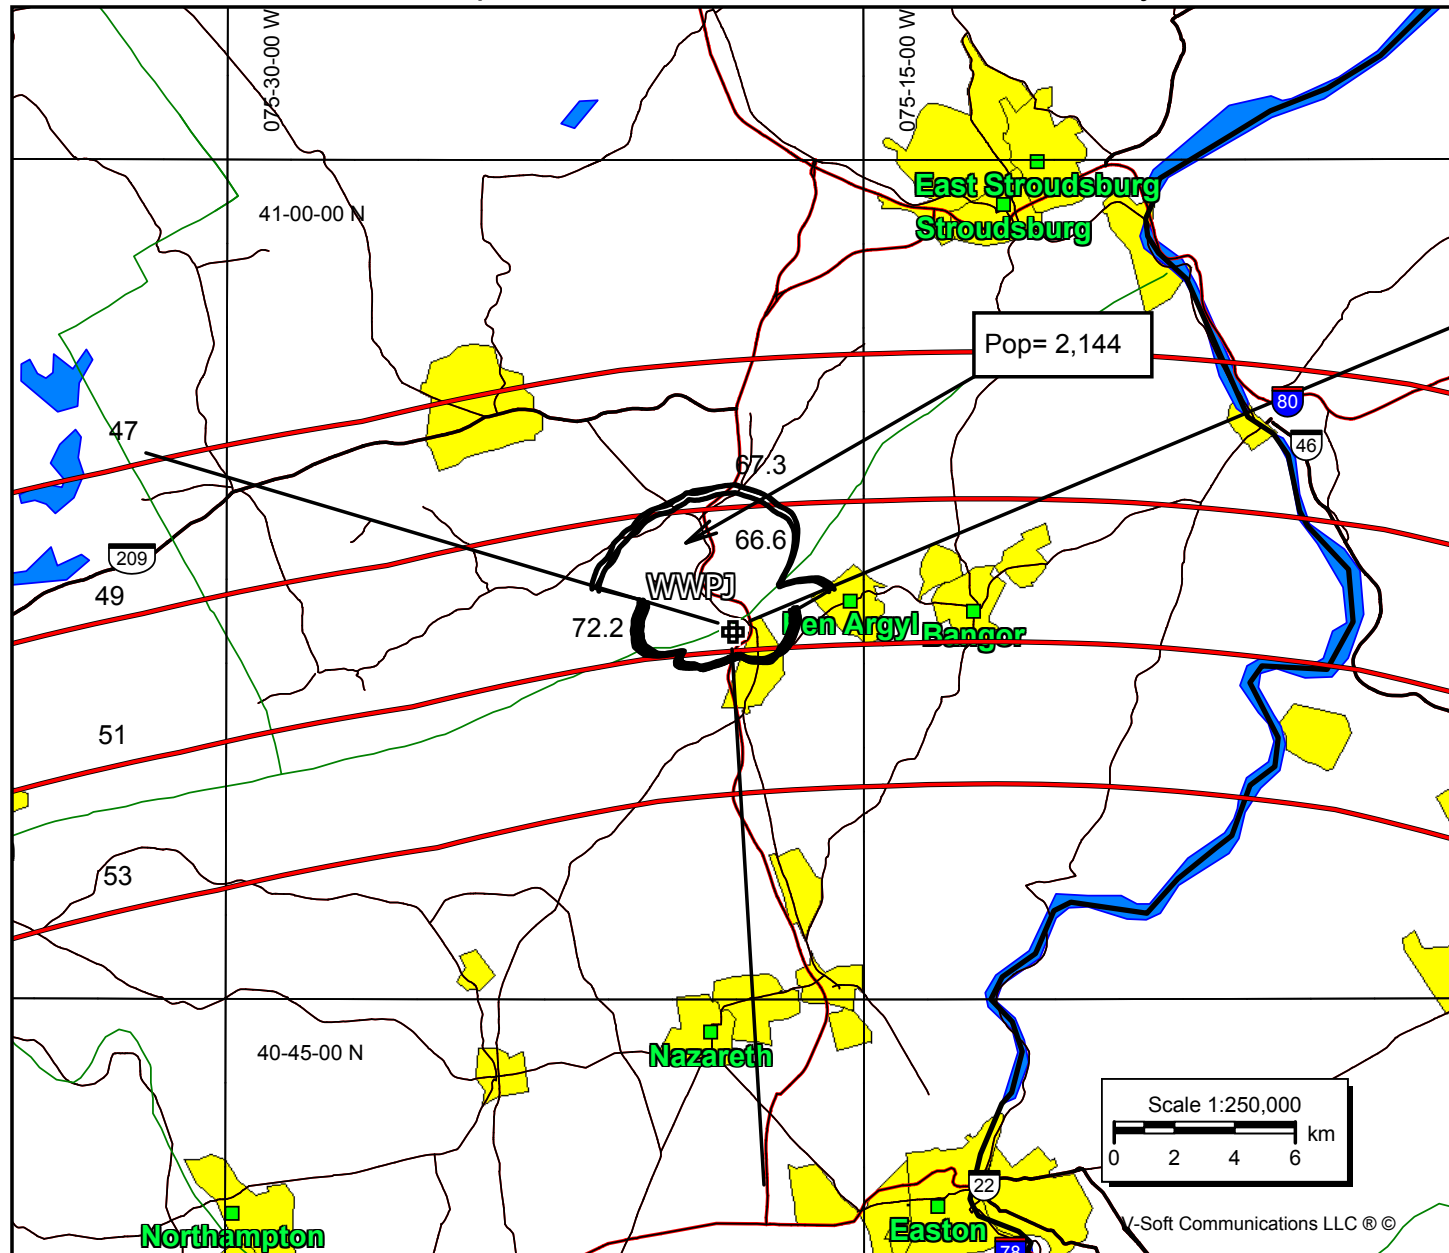 075-30-00 W
075-15-00 W
East Stroudsburg
41-00-00 N
Stroudsburg
Pop= 2,144
80
47
46
67.3
66.6
209
WWPJ
49
72.2
Pen Argyl
Bangor
51
53
Nazareth
40-45-00 N
Scale 1:250,000
km
0 2 4 6
22
Easton
V-Soft Communications LLC ® ©
Northampton
78